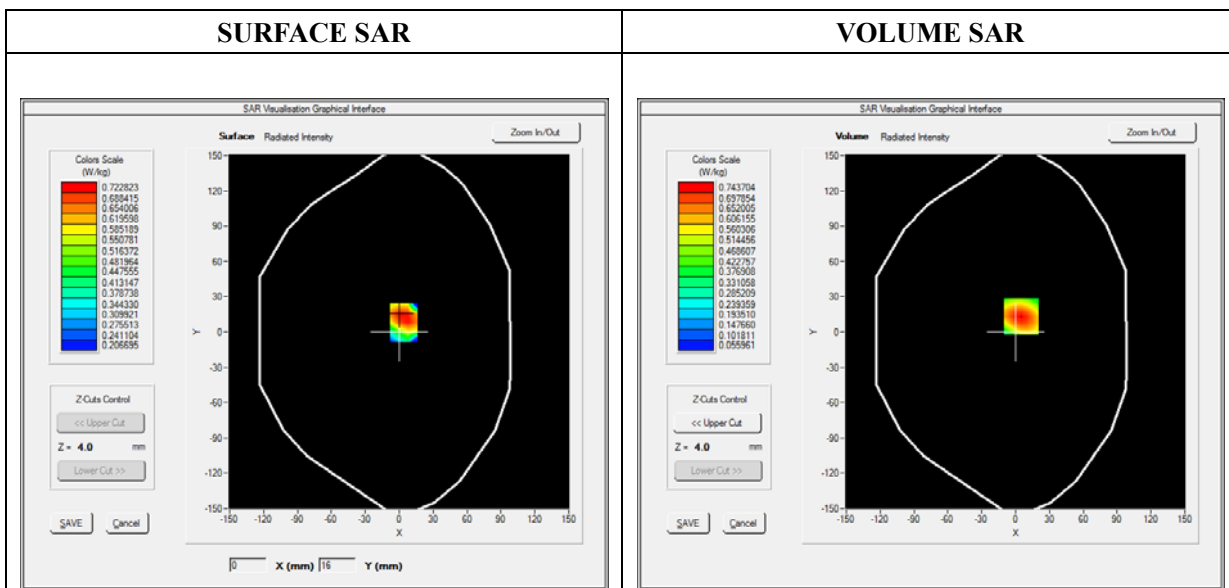 SURFACE SAR
VOLUME SAR
SAR Visualisation Graphical Interface
Surface Radiated Intensity
Zoom In/Out
Colors Scale
(W/kg)
0.722823
0.688415
0.654006
0.619598
0.585189
0.550781
0.516372
0.481964
0.447555
0.413147
0.378738
0.344330
0.309921
0.275513
0.241104
0.206695
Z-Cuts Control
<< Upper Cut
Z = 4.0 mm
Lower Cut >>
SAVE Cancel
150
120
90
60
30
0
-30
-60
-90
-120
-150
Y
-150 -120 -90 -60 -30 0 30 60 90 120 150
X
0 X (mm) 16 Y (mm)
SAR Visualisation Graphical Interface
Volume Radiated Intensity
Zoom In/Out
Colors Scale
(W/kg)
0.743704
0.697854
0.652005
0.606155
0.560306
0.514456
0.468607
0.422757
0.376908
0.331058
0.285209
0.239359
0.193510
0.147660
0.101811
0.055961
Z-Cuts Control
<< Upper Cut
Z = 4.0 mm
Lower Cut >>
SAVE Cancel
150
120
90
60
30
0
-30
-60
-90
-120
-150
Y
-150 -120 -90 -60 -30 0 30 60 90 120 150
X